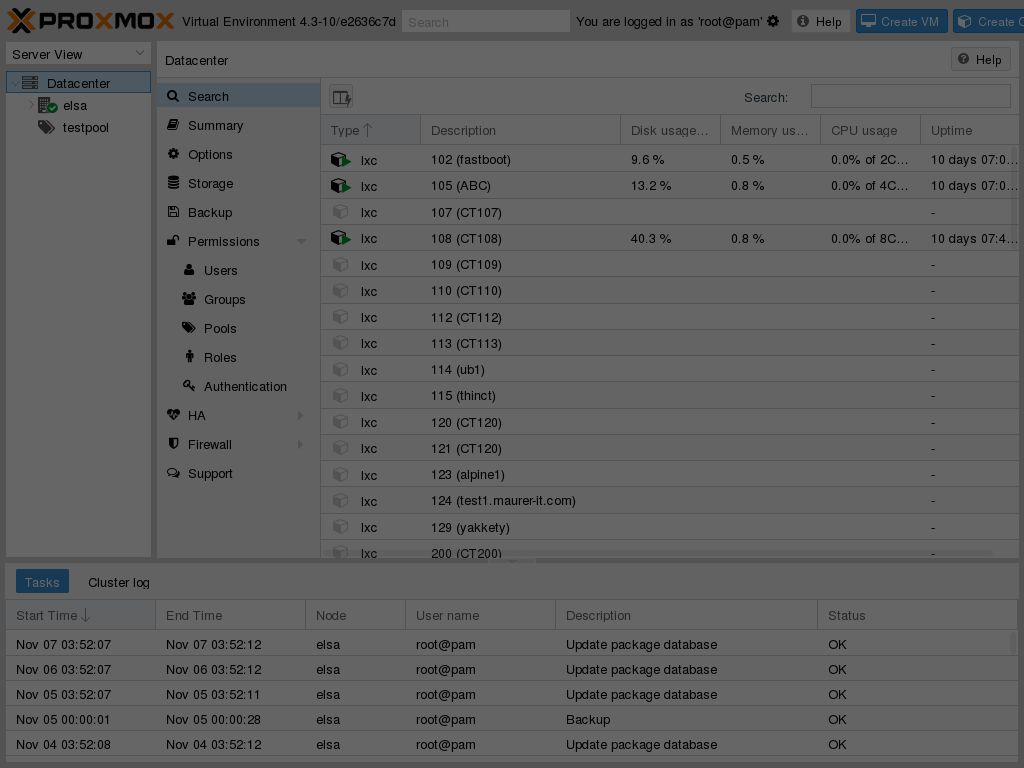 PROXMOX Virtual Environment 4.3-10/e2636c7d Search You are logged in as 'root@pam' Help Create VM Create C
Server View
Datacenter
elsa
testpool
Datacenter Help
Search
Summary
Options
Storage
Backup
Permissions
Users
Groups
Pools
Roles
Authentication
HA
Firewall
Support
Search:
Type Description Disk usage... Memory us... CPU usage Uptime
lxc 102 (fastboot) 9.6 % 0.5 % 0.0% of 2C... 10 days 07:0...
lxc 105 (ABC) 13.2 % 0.8 % 0.0% of 4C... 10 days 07:0...
lxc 107 (CT107) -
lxc 108 (CT108) 40.3 % 0.8 % 0.0% of 8C... 10 days 07:4...
lxc 109 (CT109) -
lxc 110 (CT110) -
lxc 112 (CT112) -
lxc 113 (CT113) -
lxc 114 (ub1) -
lxc 115 (thinct) -
lxc 120 (CT120) -
lxc 121 (CT120) -
lxc 123 (alpine1) -
lxc 124 (test1.maurer-it.com) -
lxc 129 (yakkety) -
lxc 200 (CT200) -
Tasks Cluster log
Start Time End Time Node User name Description Status
Nov 07 03:52:07 Nov 07 03:52:12 elsa root@pam Update package database OK
Nov 06 03:52:07 Nov 06 03:52:12 elsa root@pam Update package database OK
Nov 05 03:52:07 Nov 05 03:52:11 elsa root@pam Update package database OK
Nov 05 00:00:01 Nov 05 00:00:28 elsa root@pam Backup OK
Nov 04 03:52:08 Nov 04 03:52:12 elsa root@pam Update package database OK